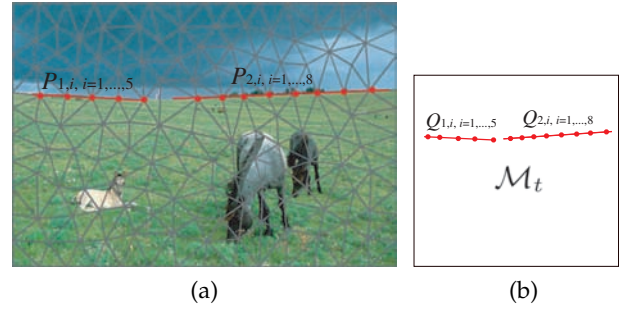 P1,i, i=1,...,5
P2,i, i=1,...,8
Q1,i, i=1,...,5
Q2,i, i=1,...,8
ℳt
(a)
(b)